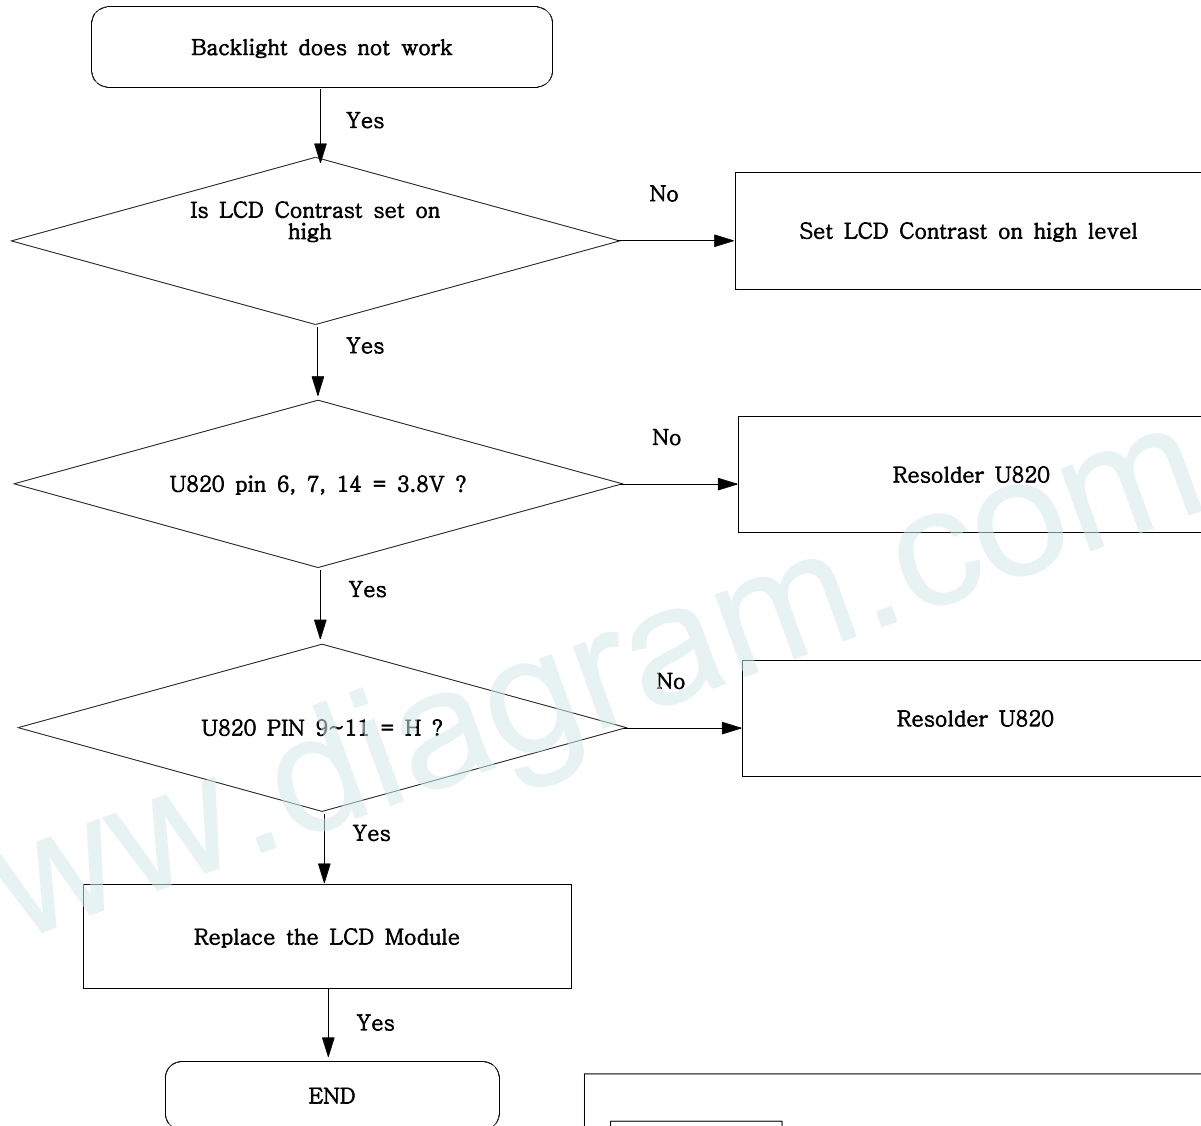 Backlight does not work
Yes
Is LCD Contrast set on
high
No
Set LCD Contrast on high level
Yes
U820 pin 6, 7, 14 = 3.8V ?
No
Resolder U820
Yes
U820 PIN 9~11 = H ?
No
Resolder U820
Yes
Replace the LCD Module
Yes
END
ww.diagram.com